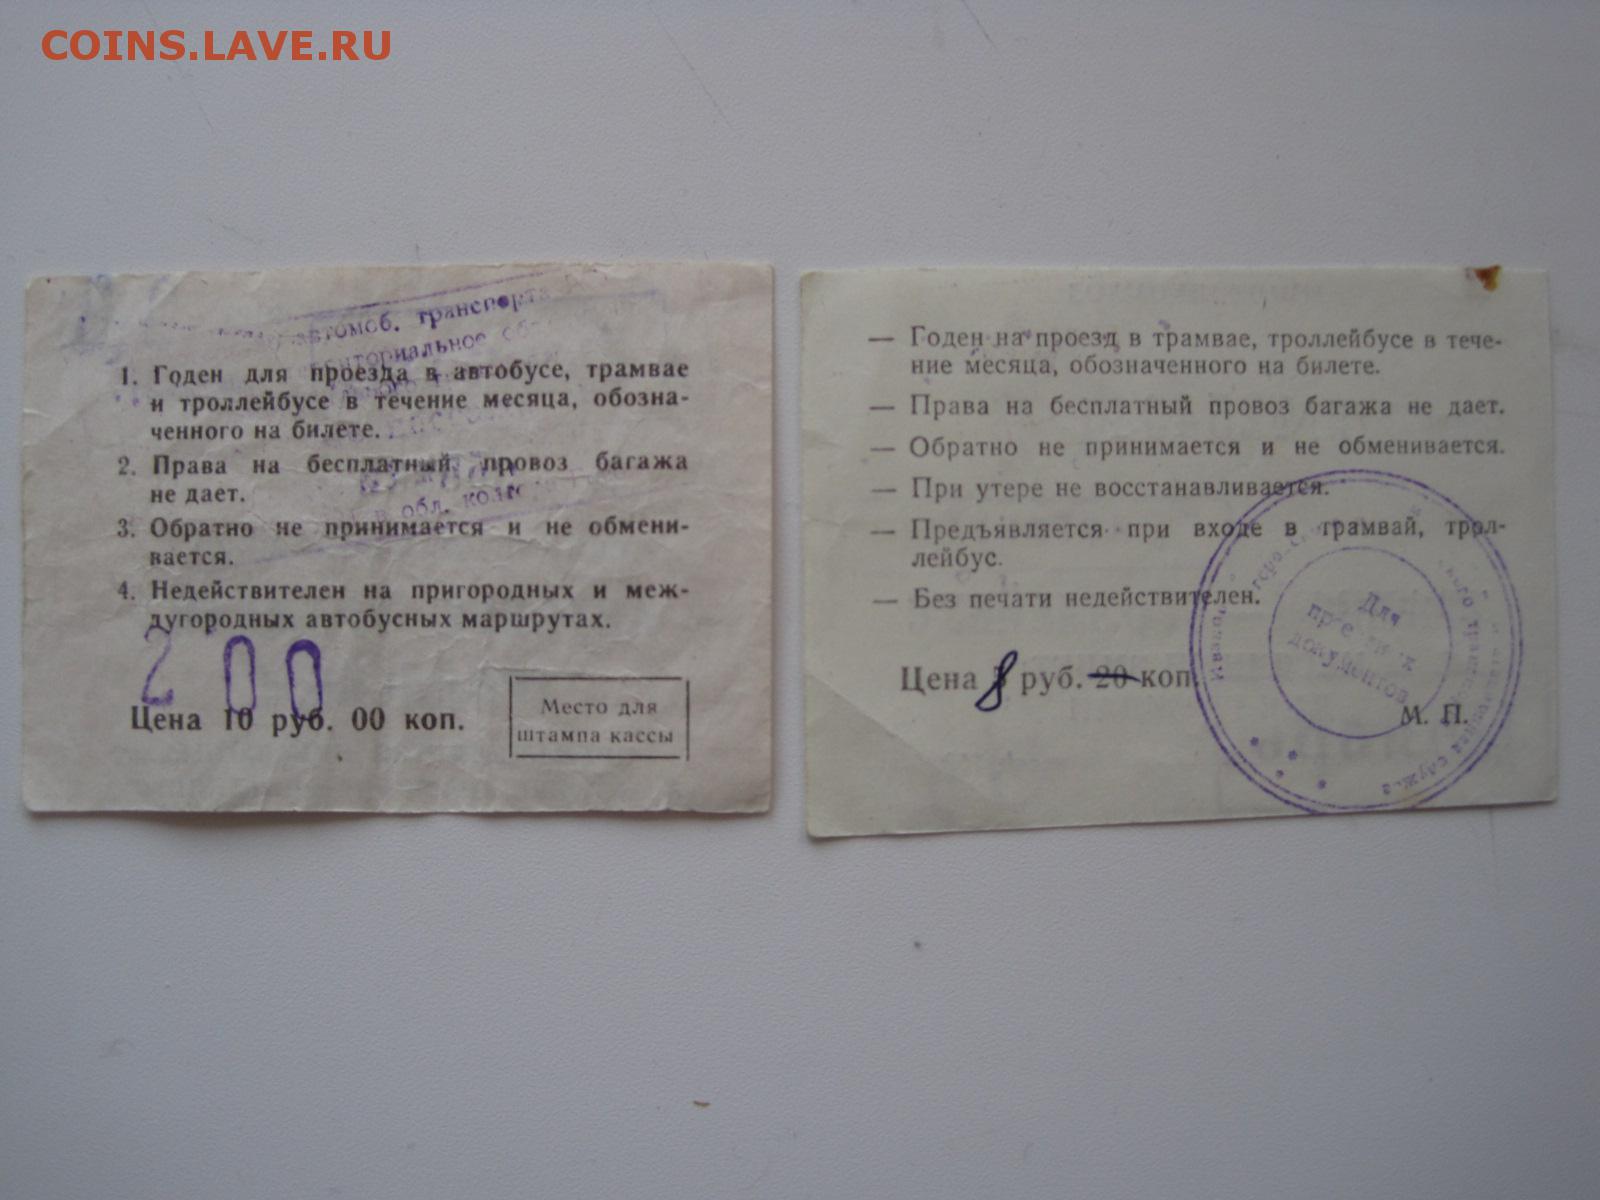 COINS.LAVE.RU
автомоб. транспорта
1. Годен для проезда в автобусе, трамвае
и троллейбусе в течение месяца, обозна-
ченного на билете.
2. Права на бесплатный провоз багажа
не дает.
в обл.
3. Обратно не принимается и не обмени-
вается.
4. Недействителен на пригородных и меж-
дугородных автобусных маршрутах.
200
Цена 10 руб. 00 коп.
Место для
штампа кассы
— Годен на проезд в трамвае, троллейбусе в тече-
ние месяца, обозначенного на билете.
— Права на бесплатный провоз багажа не дает.
— Обратно не принимается и не обменивается.
— При утере не восстанавливается.
— Предъявляется при входе в трамвай, трол-
лейбус.
— Без печати недействителен.
Цена 8 руб. 20 коп.
М. П.
Для
документов